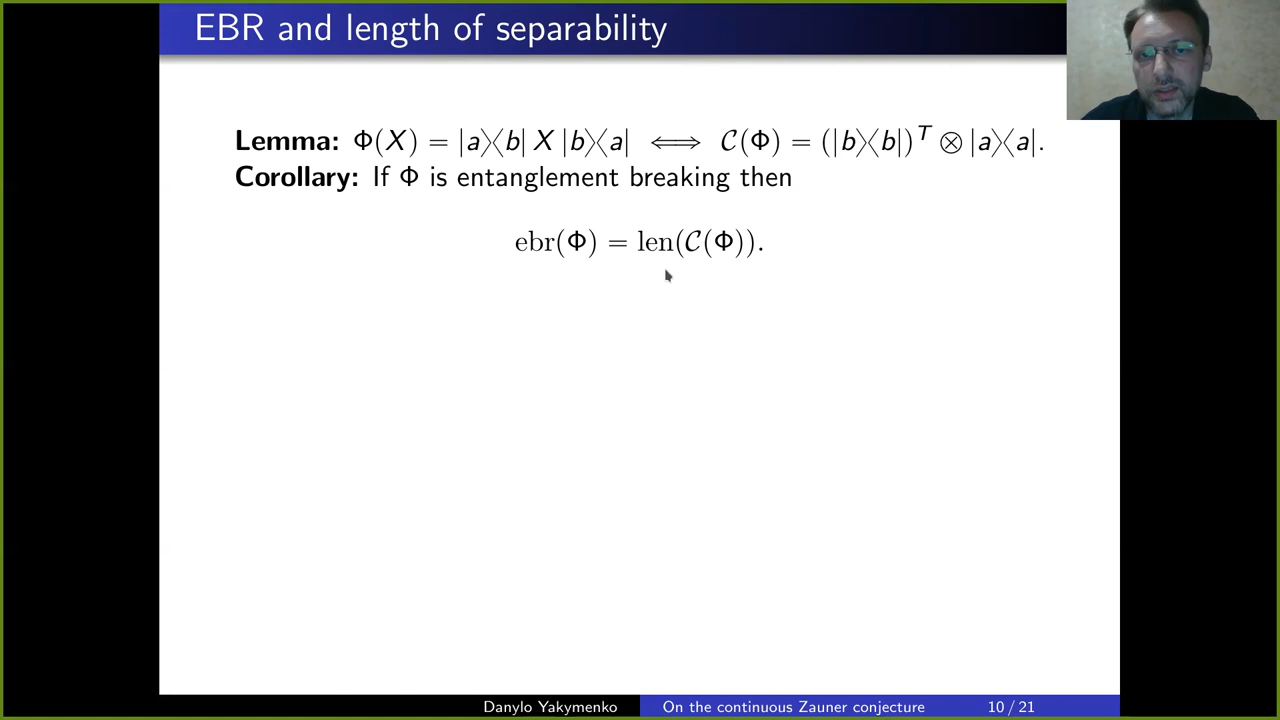 EBR and length of separability
Lemma: Φ(X) = |a⟩⟨b| X |b⟩⟨a| ⟺ 𝒞(Φ) = (|b⟩⟨b|)ᵀ ⊗ |a⟩⟨a|.
Corollary: If Φ is entanglement breaking then
ebr(Φ) = len(𝒞(Φ)).
Danylo Yakymenko On the continuous Zauner conjecture 10 / 21